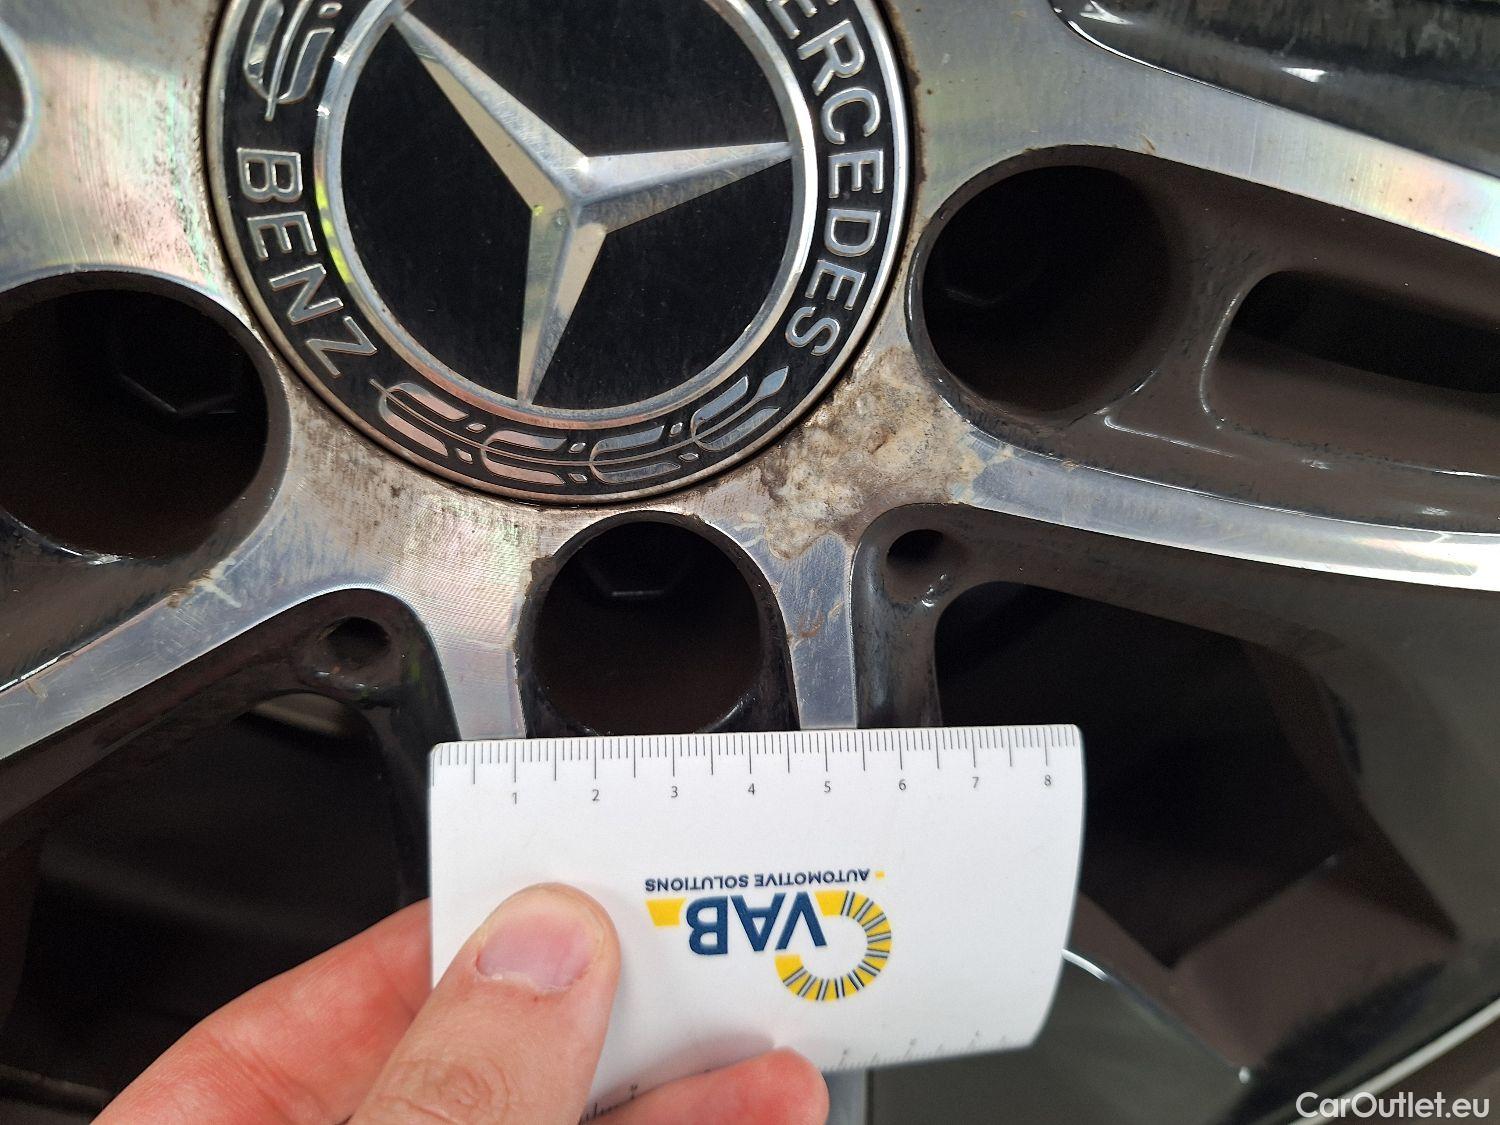 MERCEDES
BENZ
1 2 3 4 5 6 7 8
VAB
AUTOMOTIVE SOLUTIONS
CarOutlet.eu